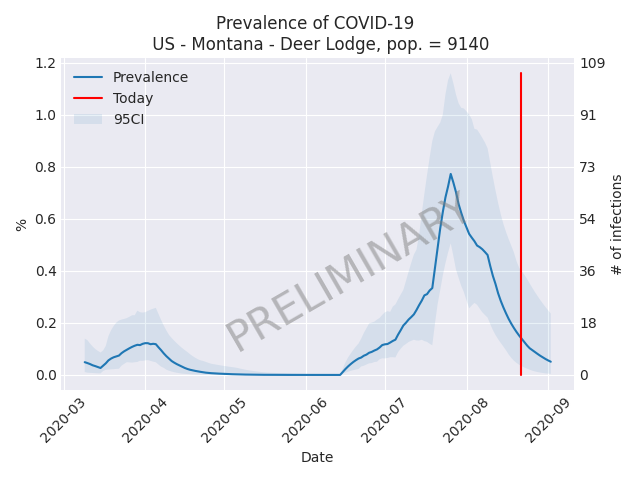 Prevalence of COVID-19
US - Montana - Deer Lodge, pop. = 9140
Prevalence
Today
95CI
PRELIMINARY
%
1.2
1.0
0.8
0.6
0.4
0.2
0.0
109
91
73
54
36
18
0
# of infections
2020-03
2020-04
2020-05
2020-06
2020-07
2020-08
2020-09
Date